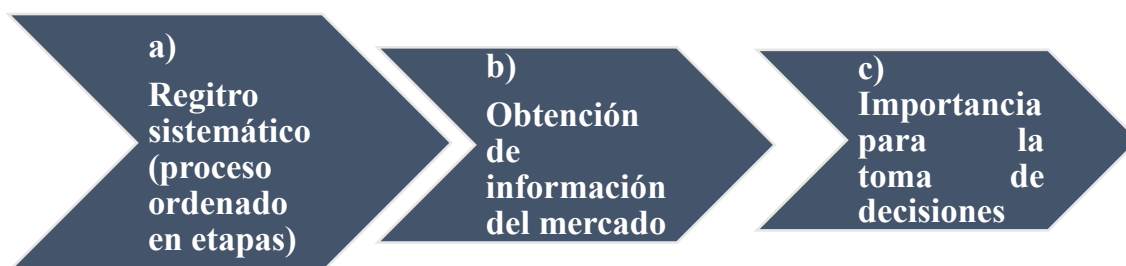 a)
Regitro
sistemático
(proceso
ordenado
en etapas)
b)
Obtención
de
información
del mercado
c)
Importancia
para la
toma de
decisiones